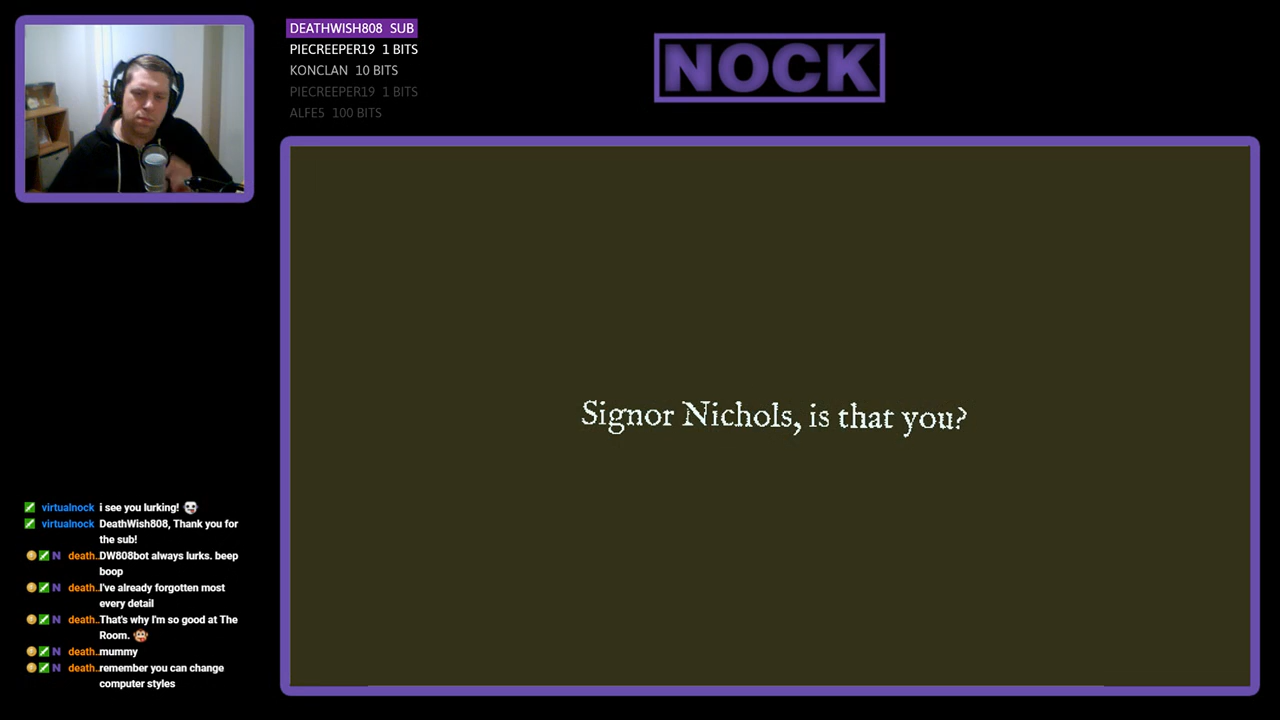 DEATHWISH808 SUB
PIECREEPER19 1 BITS
KONCLAN 10 BITS
PIECREEPER19 1 BITS
ALFE5 100 BITS
NOCK
Signor Nichols, is that you?
virtualnock i see you lurking!
virtualnock DeathWish808, Thank you for
the sub!
N death.. DW808bot always lurks. beep
boop
N death.. I've already forgotten most
every detail
N death.. That's why I'm so good at The
Room.
N death.. mummy
N death.. remember you can change
computer styles